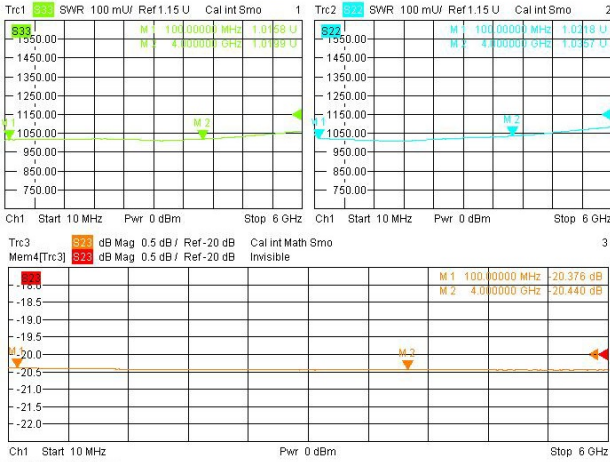 Trc1 S33 SWR 100 mU/ Ref 1.15 U Cal int Smo 1
S33
M 1 100.00000 MHz 1.0158 U
M 2 4.000000 GHz 1.0199 U
1550.00
1450.00
1350.00
1250.00
1150.00
1050.00
950.00
850.00
750.00
M 1
M 2
Ch1 Start 10 MHz Pwr 0 dBm Stop 6 GHz
Trc2 S22 SWR 100 mU/ Ref 1.15 U Cal int Smo 2
S22
M 1 100.00000 MHz 1.0218 U
M 2 4.000000 GHz 1.0357 U
1550.00
1450.00
1350.00
1250.00
1150.00
1050.00
950.00
850.00
750.00
M 1
M 2
Ch1 Start 10 MHz Pwr 0 dBm Stop 6 GHz
Trc3 S23 dB Mag 0.5 dB/ Ref -20 dB Cal int Math Smo 3
Mem4[Trc3] S23 dB Mag 0.5 dB/ Ref -20 dB Invisible
S23
M 1 100.00000 MHz -20.376 dB
M 2 4.000000 GHz -20.440 dB
-18.0
-18.5
-19.0
-19.5
-20.0
-20.5
-21.0
-21.5
-22.0
M 1
M 2
Ch1 Start 10 MHz Pwr 0 dBm Stop 6 GHz